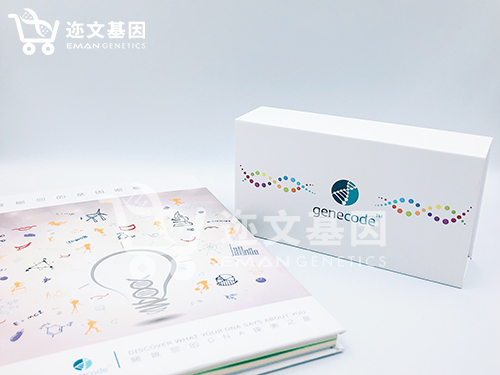 迩文基因
EMAN GENETICS
genecode
迩文基因
EMAN GENETICS
DISCOVER WHAT YOUR DNA SAYS ABOUT YOU